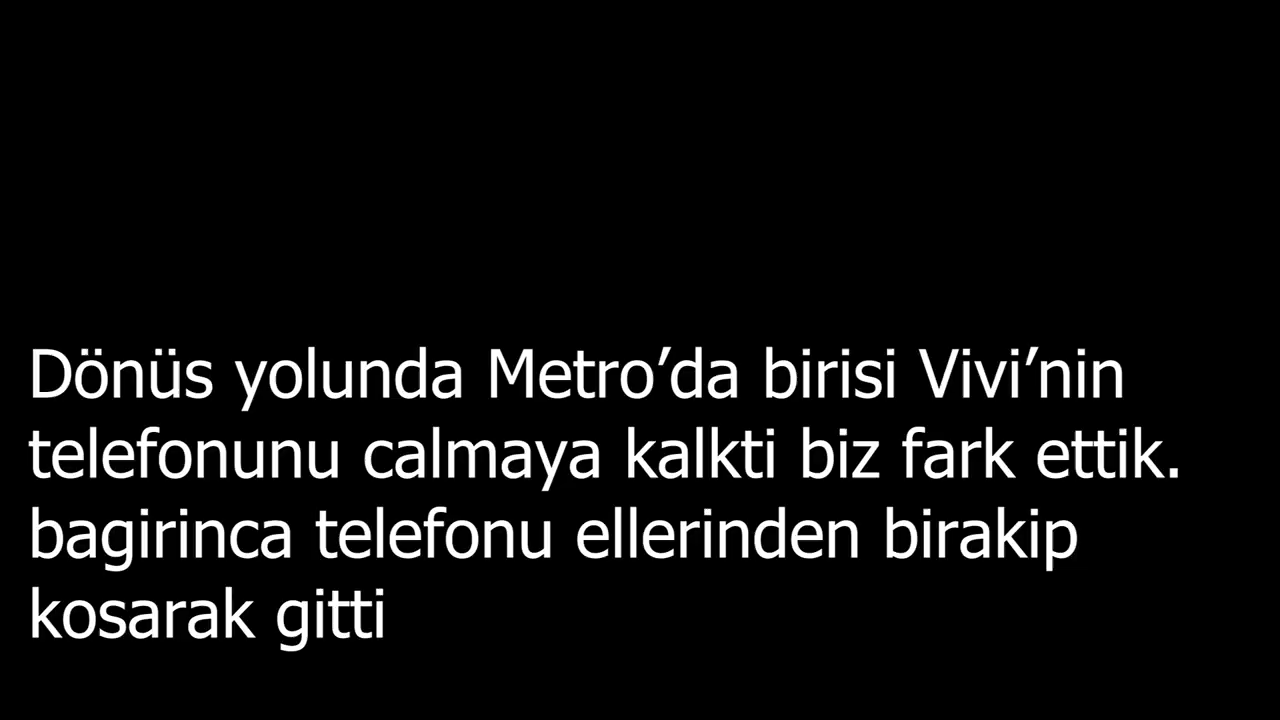 Dönüs yolunda Metro’da birisi Vivi’nin
telefonunu calmaya kalkti biz fark ettik.
bagirinca telefonu ellerinden birakip
kosarak gitti